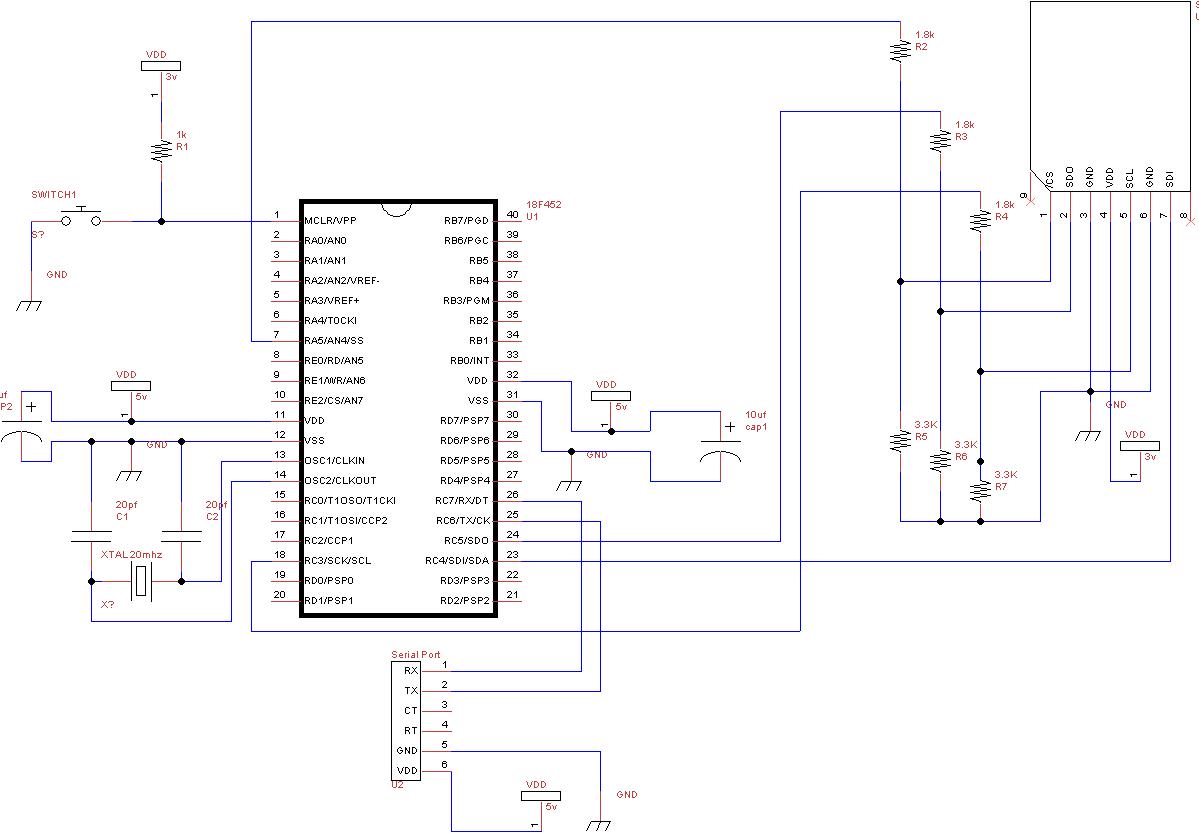 VDD
3v
1
1k
R1
SWITCH1
S?
GND
1.8k
R2
1.8k
R3
1.8k
R4
/CS
SDO
GND
VDD
SCL
GND
SDI
9
1
2
3
4
5
6
7
8
18F452
U1
1 MCLR/VPP RB7/PGD 40
2 RA0/AN0 RB6/PGC 39
3 RA1/AN1 RB5 38
4 RA2/AN2/VREF- RB4 37
5 RA3/VREF+ RB3/PGM 36
6 RA4/TOCKI RB2 35
7 RA5/AN4/SS RB1 34
8 RE0/RD/AN5 RB0/INT 33
9 RE1/WR/AN6 VDD 32
10 RE2/CS/AN7 VSS 31
11 VDD RD7/PSP7 30
12 VSS RD6/PSP6 29
13 OSC1/CLKIN RD5/PSP5 28
14 OSC2/CLKOUT RD4/PSP4 27
15 RC0/T1OSO/T1CKI RC7/RX/DT 26
16 RC1/T1OSI/CCP2 RC6/TX/CK 25
17 RC2/CCP1 RC5/SDO 24
18 RC3/SCK/SCL RC4/SDI/SDA 23
19 RD0/PSP0 RD3/PSP3 22
20 RD1/PSP1 RD2/PSP2 21
VDD
5v
1
uf
P2
+
GND
20pf
C1
20pf
C2
XTAL20mhz
X?
VDD
5v
1
GND
+
10uf
cap1
3.3K
R5
3.3K
R6
3.3K
R7
GND
VDD
3v
1
Serial Port
RX 1
TX 2
CT 3
RT 4
GND 5
VDD 6
U2
VDD
5v
1
GND